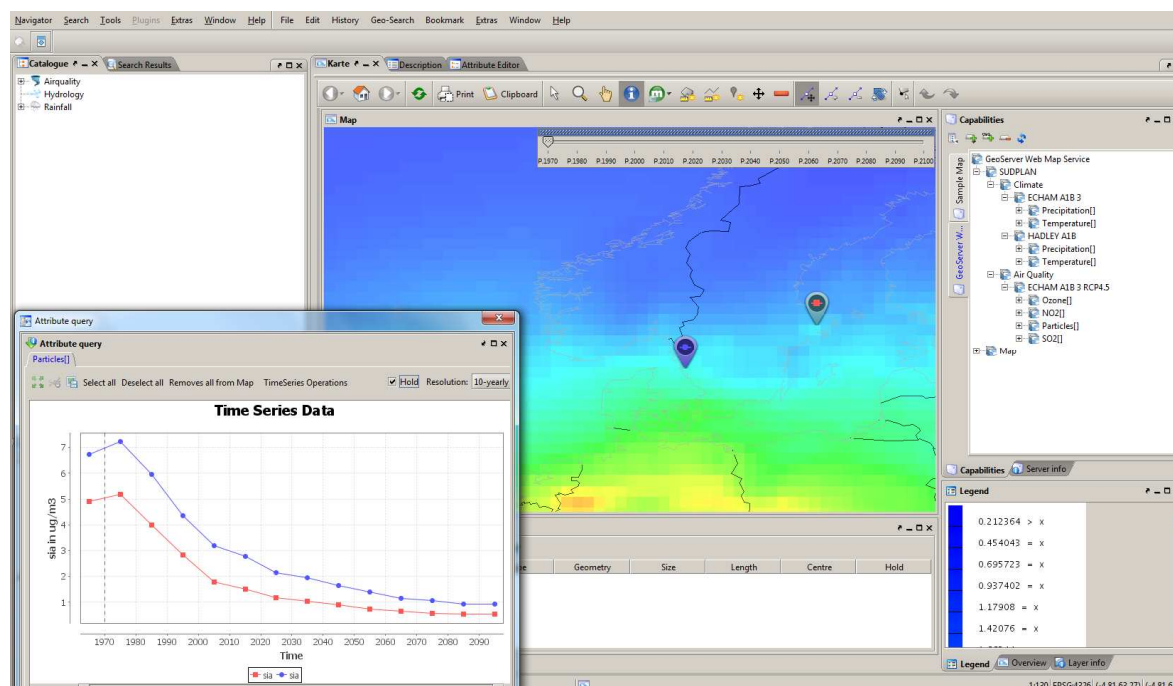 Navigator Search Tools Plugins Extras Window Help File Edit History Geo-Search Bookmark Extras Window Help
Catalogue Search Results
Airquality
Hydrology
Rainfall
Karte Description Attribute Editor
Print Clipboard
Map
P.1970 P.1980 P.1990 P.2000 P.2010 P.2020 P.2030 P.2040 P.2050 P.2060 P.2070 P.2080 P.2090 P.2100
Capabilities
Sample Map
GeoServer W...
GeoServer Web Map Service
SUDPLAN
Climate
ECHAM A1B 3
Precipitation[]
Temperature[]
HADLEY A1B
Precipitation[]
Temperature[]
Air Quality
ECHAM A1B 3 RCP4.5
Ozone[]
NO2[]
Particles[]
SO2[]
Map
Capabilities Server info
Attribute query
Attribute query
Particles[]
Select all Deselect all Removes all from Map TimeSeries Operations Hold Resolution: 10-yearly
Time Series Data
sia in ug/m3
7
6
5
4
3
2
1
1970 1980 1990 2000 2010 2020 2030 2040 2050 2060 2070 2080 2090
Time
sia sia
Geometry Size Length Centre Hold
Legend
0.212364 > x
0.454043 = x
0.695723 = x
0.937402 = x
1.17908 = x
1.42076 = x
Legend Overview Layer info